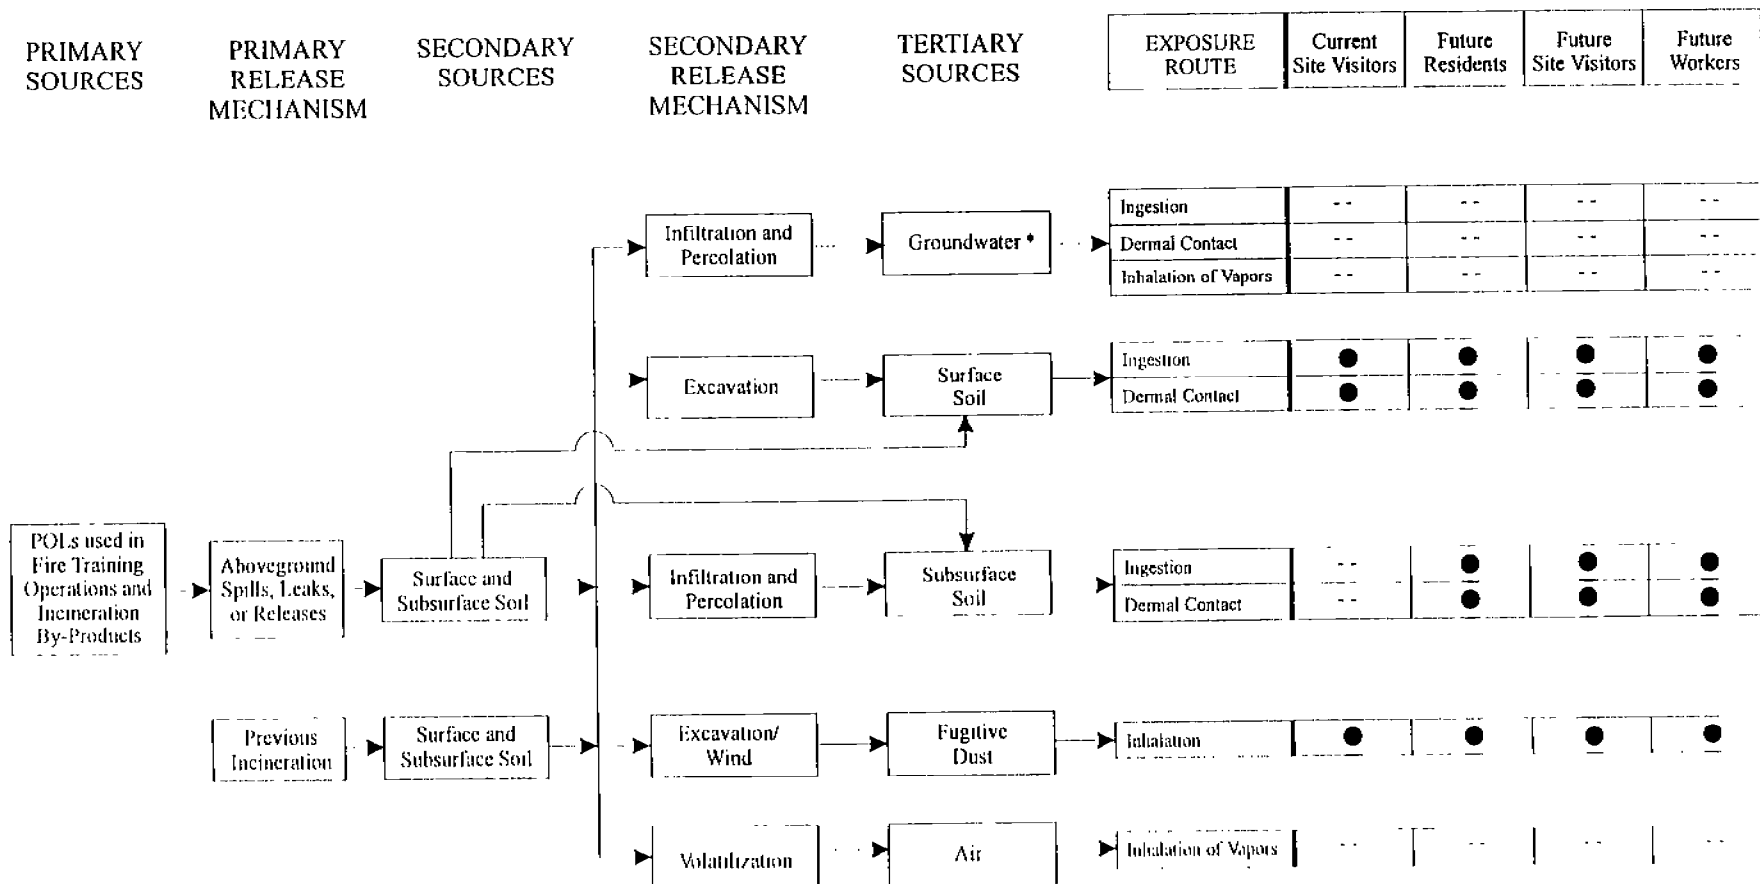 PRIMARY
SOURCES
PRIMARY
RELEASE
MECHANISM
SECONDARY
SOURCES
SECONDARY
RELEASE
MECHANISM
TERTIARY
SOURCES
EXPOSURE
ROUTE
Current
Site Visitors
Future
Residents
Future
Site Visitors
Future
Workers
Infiltration and
Percolation
Groundwater *
Ingestion -- -- -- --
Dermal Contact -- -- -- --
Inhalation of Vapors -- -- -- --
Excavation
Surface
Soil
Ingestion ● ● ● ●
Dermal Contact ● ● ● ●
POLs used in
Fire Training
Operations and
Incineration
By-Products
Aboveground
Spills, Leaks,
or Releases
Surface and
Subsurface Soil
Infiltration and
Percolation
Subsurface
Soil
Ingestion -- ● ● ●
Dermal Contact -- ● ● ●
Previous
Incineration
Surface and
Subsurface Soil
Excavation/
Wind
Fugitive
Dust
Inhalation ● ● ● ●
Volatilization
Air
Inhalation of Vapors -- -- -- --